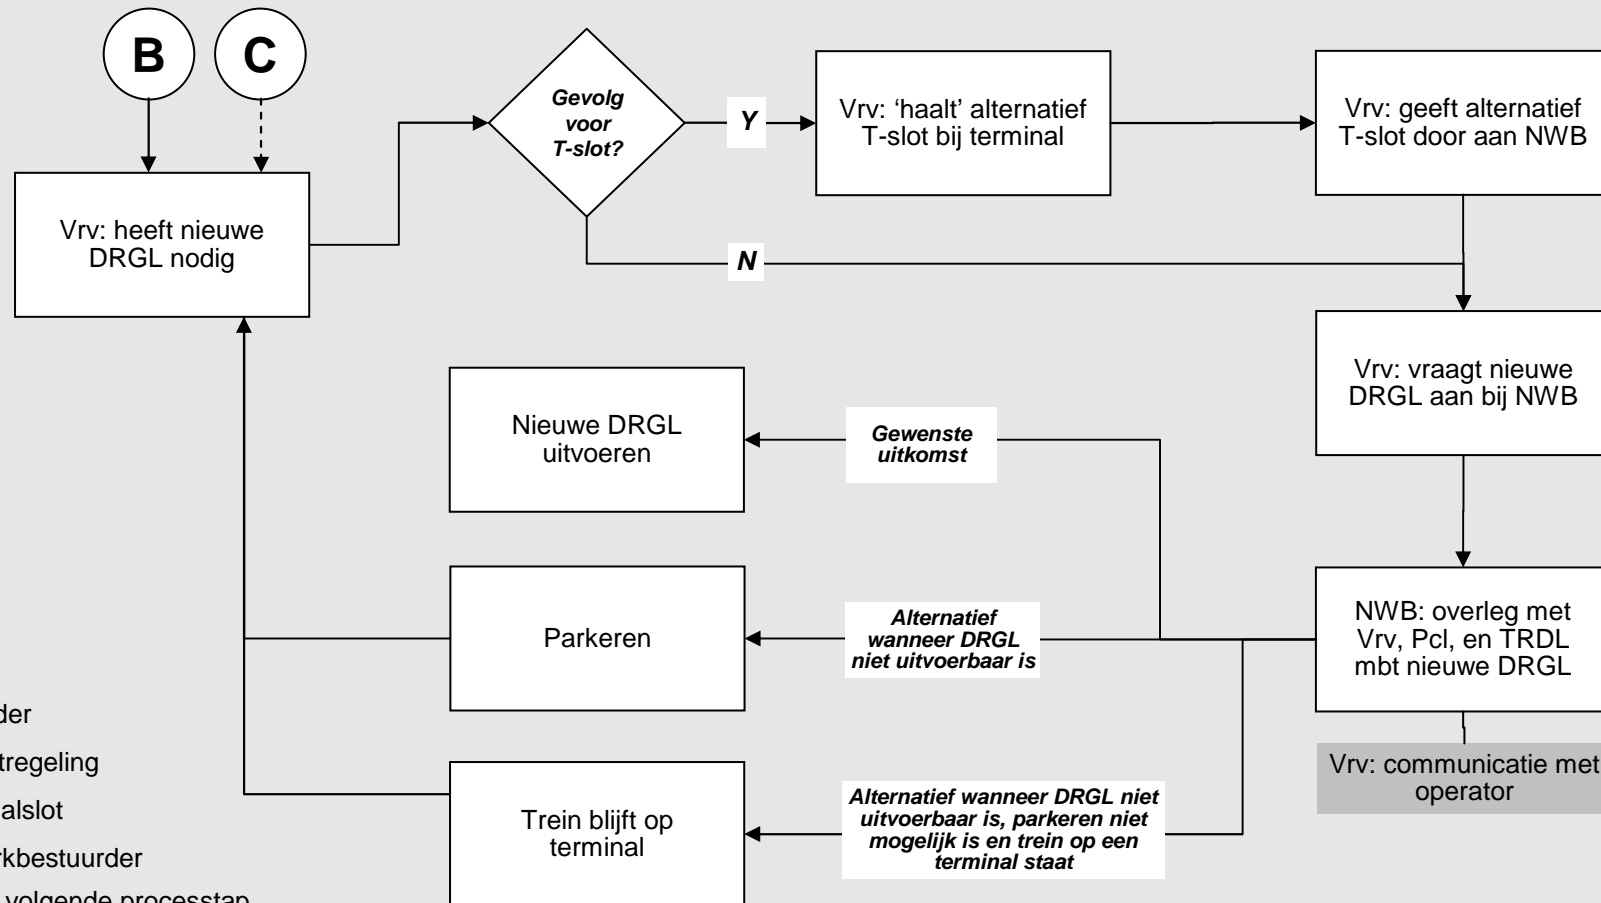 B
C
Gevolg
voor
T-slot?
Y
Vrv: ‘haalt’ alternatief
T-slot bij terminal
Vrv: geeft alternatief
T-slot door aan NWB
Vrv: heeft nieuwe
DRGL nodig
N
Vrv: vraagt nieuwe
DRGL aan bij NWB
Nieuwe DRGL
uitvoeren
Gewenste
uitkomst
Parkeren
Alternatief
wanneer DRGL
niet uitvoerbaar is
NWB: overleg met
Vrv, Pcl, en TRDL
mbt nieuwe DRGL
Vrv: communicatie met
operator
Trein blijft op
terminal
Alternatief wanneer DRGL niet
uitvoerbaar is, parkeren niet
mogelijk is en trein op een
terminal staat
der
tregeling
alslot
rkbestuurder
volgende processtap